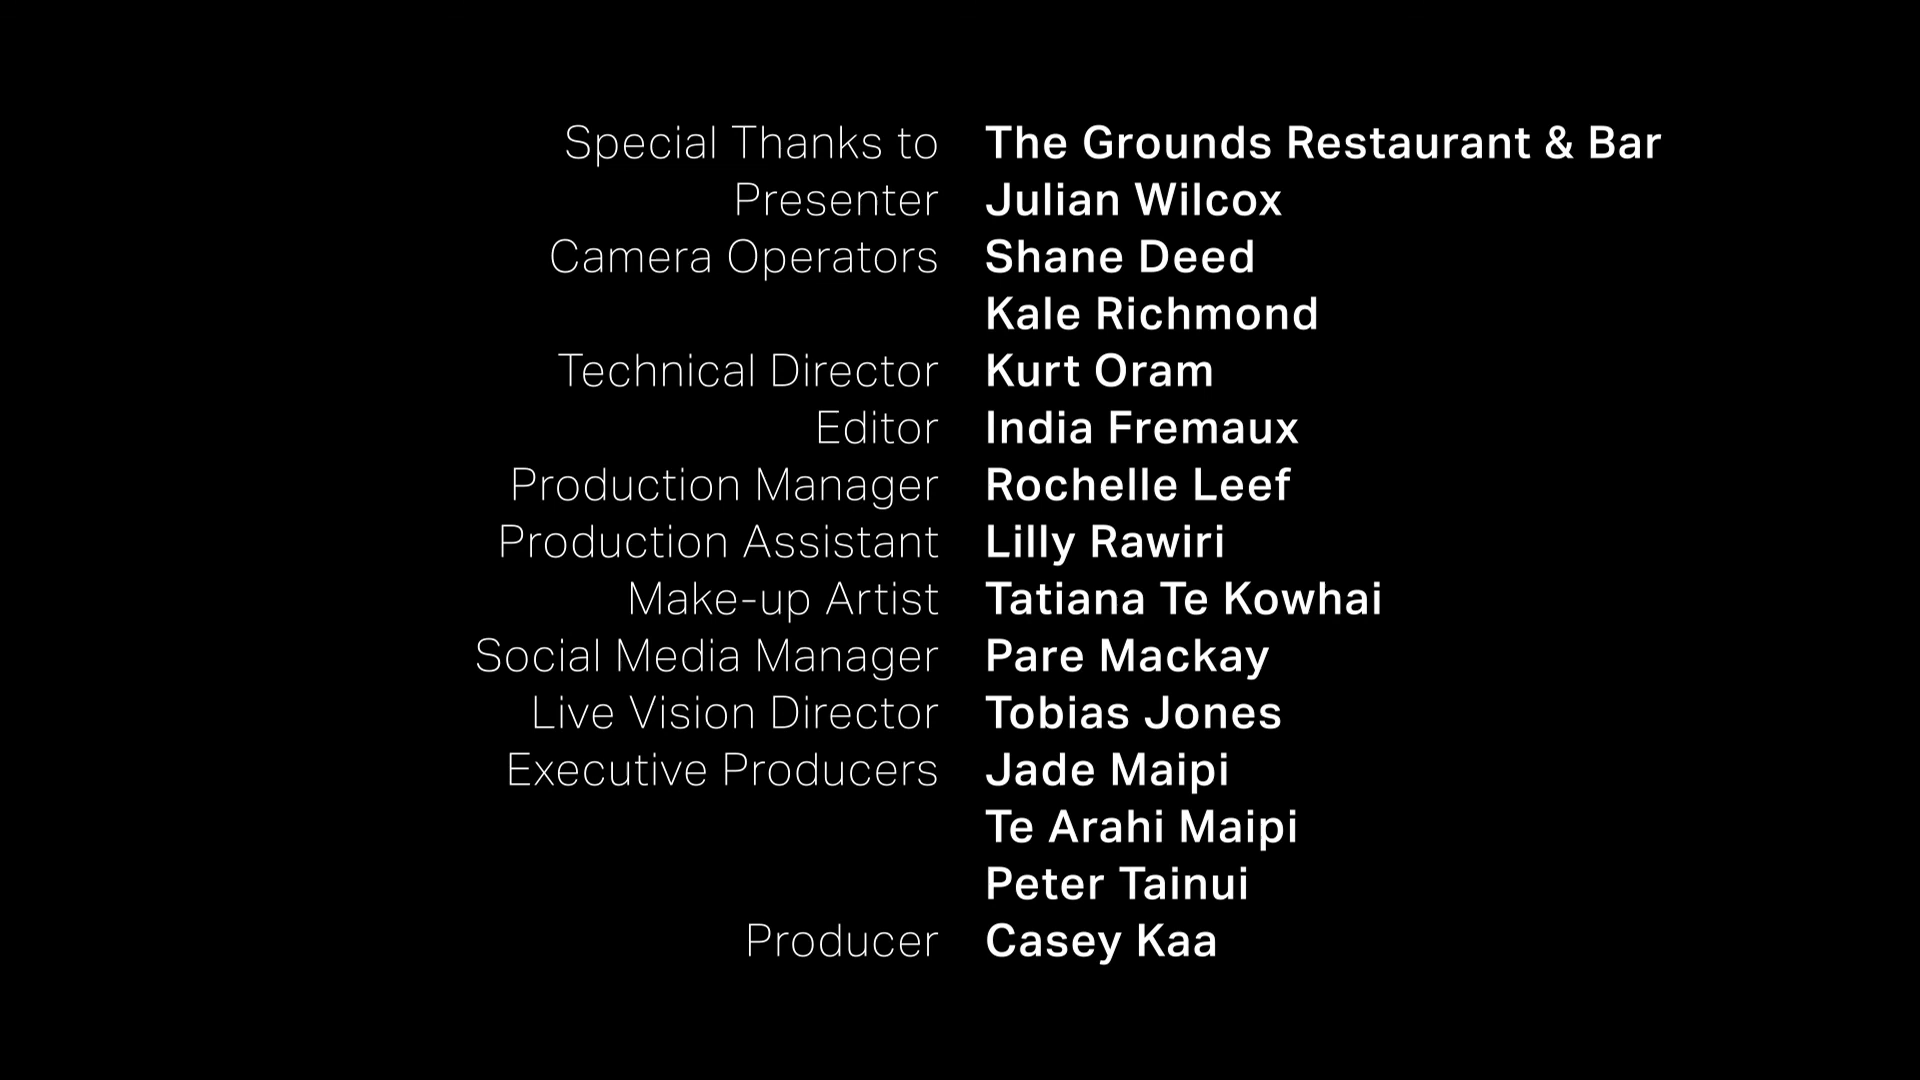 Special Thanks to The Grounds Restaurant & Bar
Presenter Julian Wilcox
Camera Operators Shane Deed
Kale Richmond
Technical Director Kurt Oram
Editor India Fremaux
Production Manager Rochelle Leef
Production Assistant Lilly Rawiri
Make-up Artist Tatiana Te Kowhai
Social Media Manager Pare Mackay
Live Vision Director Tobias Jones
Executive Producers Jade Maipi
Te Arahi Maipi
Peter Tainui
Producer Casey Kaa